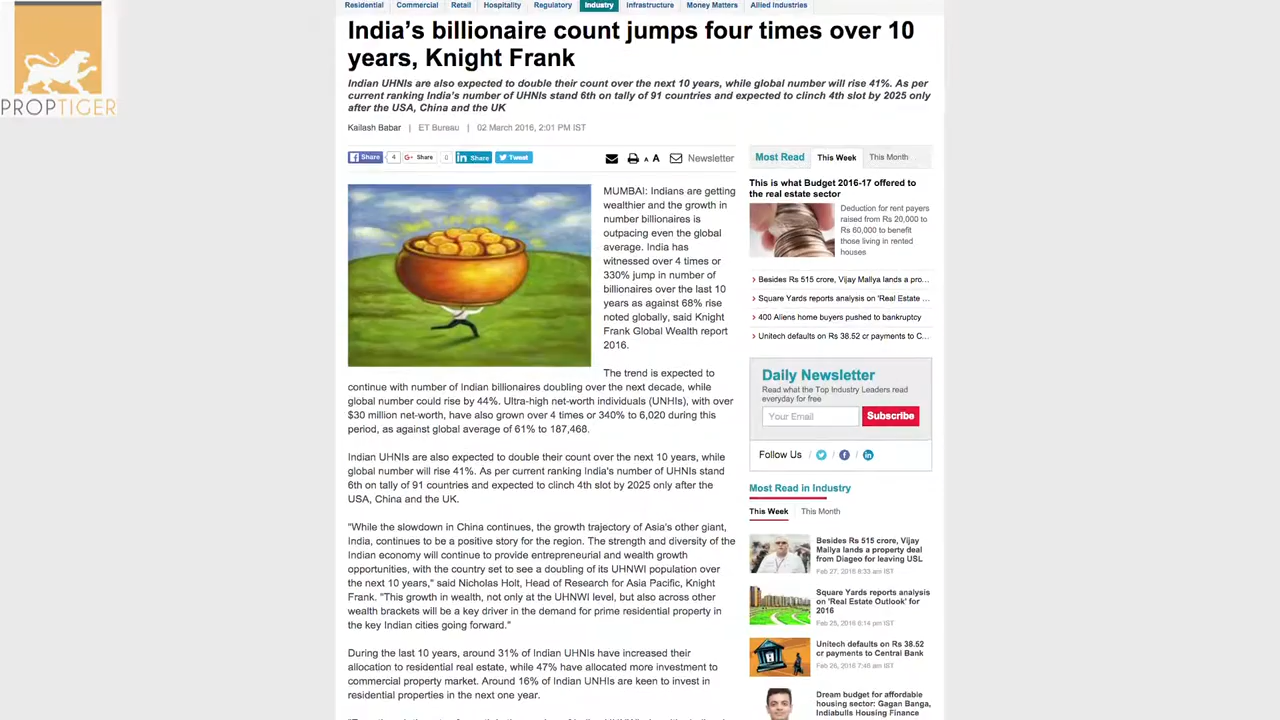 Residential Commercial Retail Hospitality Regulatory Industry Infrastructure Money Matters Allied Industries
PROPTIGER
India's billionaire count jumps four times over 10
years, Knight Frank
Indian UHNIs are also expected to double their count over the next 10 years, while global number will rise 41%. As per
current ranking India's number of UHNIs stand 6th on tally of 91 countries and expected to clinch 4th slot by 2025 only
after the USA, China and the UK
Kailash Babar | ET Bureau | 02 March 2016, 2:01 PM IST
Share 4 G+ Share 0 in Share Tweet A A Newsletter
MUMBAI: Indians are getting
wealthier and the growth in
number billionaires is
outpacing even the global
average. India has
witnessed over 4 times or
330% jump in number of
billionaires over the last 10
years as against 68% rise
noted globally, said Knight
Frank Global Wealth report
2016.
The trend is expected to
continue with number of Indian billionaires doubling over the next decade, while
global number could rise by 44%. Ultra-high net-worth individuals (UNHIs), with over
$30 million net-worth, have also grown over 4 times or 340% to 6,020 during this
period, as against global average of 61% to 187,468.
Indian UHNIs are also expected to double their count over the next 10 years, while
global number will rise 41%. As per current ranking India's number of UHNIs stand
6th on tally of 91 countries and expected to clinch 4th slot by 2025 only after the
USA, China and the UK.
"While the slowdown in China continues, the growth trajectory of Asia's other giant,
India, continues to be a positive story for the region. The strength and diversity of the
Indian economy will continue to provide entrepreneurial and wealth growth
opportunities, with the country set to see a doubling of its UHNWI population over
the next 10 years," said Nicholas Holt, Head of Research for Asia Pacific, Knight
Frank. "This growth in wealth, not only at the UHNWI level, but also across other
wealth brackets will be a key driver in the demand for prime residential property in
the key Indian cities going forward."
During the last 10 years, around 31% of Indian UHNIs have increased their
allocation to residential real estate, while 47% have allocated more investment to
commercial property market. Around 16% of Indian UNHIs are keen to invest in
residential properties in the next one year.
Most Read This Week This Month
This is what Budget 2016-17 offered to
the real estate sector
Deduction for rent payers
raised from Rs 20,000 to
Rs 60,000 to benefit
those living in rented
houses
Besides Rs 515 crore, Vijay Mallya lands a pro...
Square Yards reports analysis on 'Real Estate ...
400 Aliens home buyers pushed to bankruptcy
Unitech defaults on Rs 38.52 cr payments to C...
Daily Newsletter
Read what the Top Industry Leaders read
everyday for free
Your Email Subscribe
Follow Us / / /
Most Read in Industry
This Week This Month
Besides Rs 515 crore, Vijay
Mallya lands a property deal
from Diageo for leaving USL
Feb 27, 2016 8:33 am IST
Square Yards reports analysis
on 'Real Estate Outlook' for
2016
Feb 25, 2016 6:14 pm IST
Unitech defaults on Rs 38.52
cr payments to Central Bank
Feb 26, 2016 7:46 am IST
Dream budget for affordable
housing sector: Gagan Banga,
Indiabulls Housing Finance